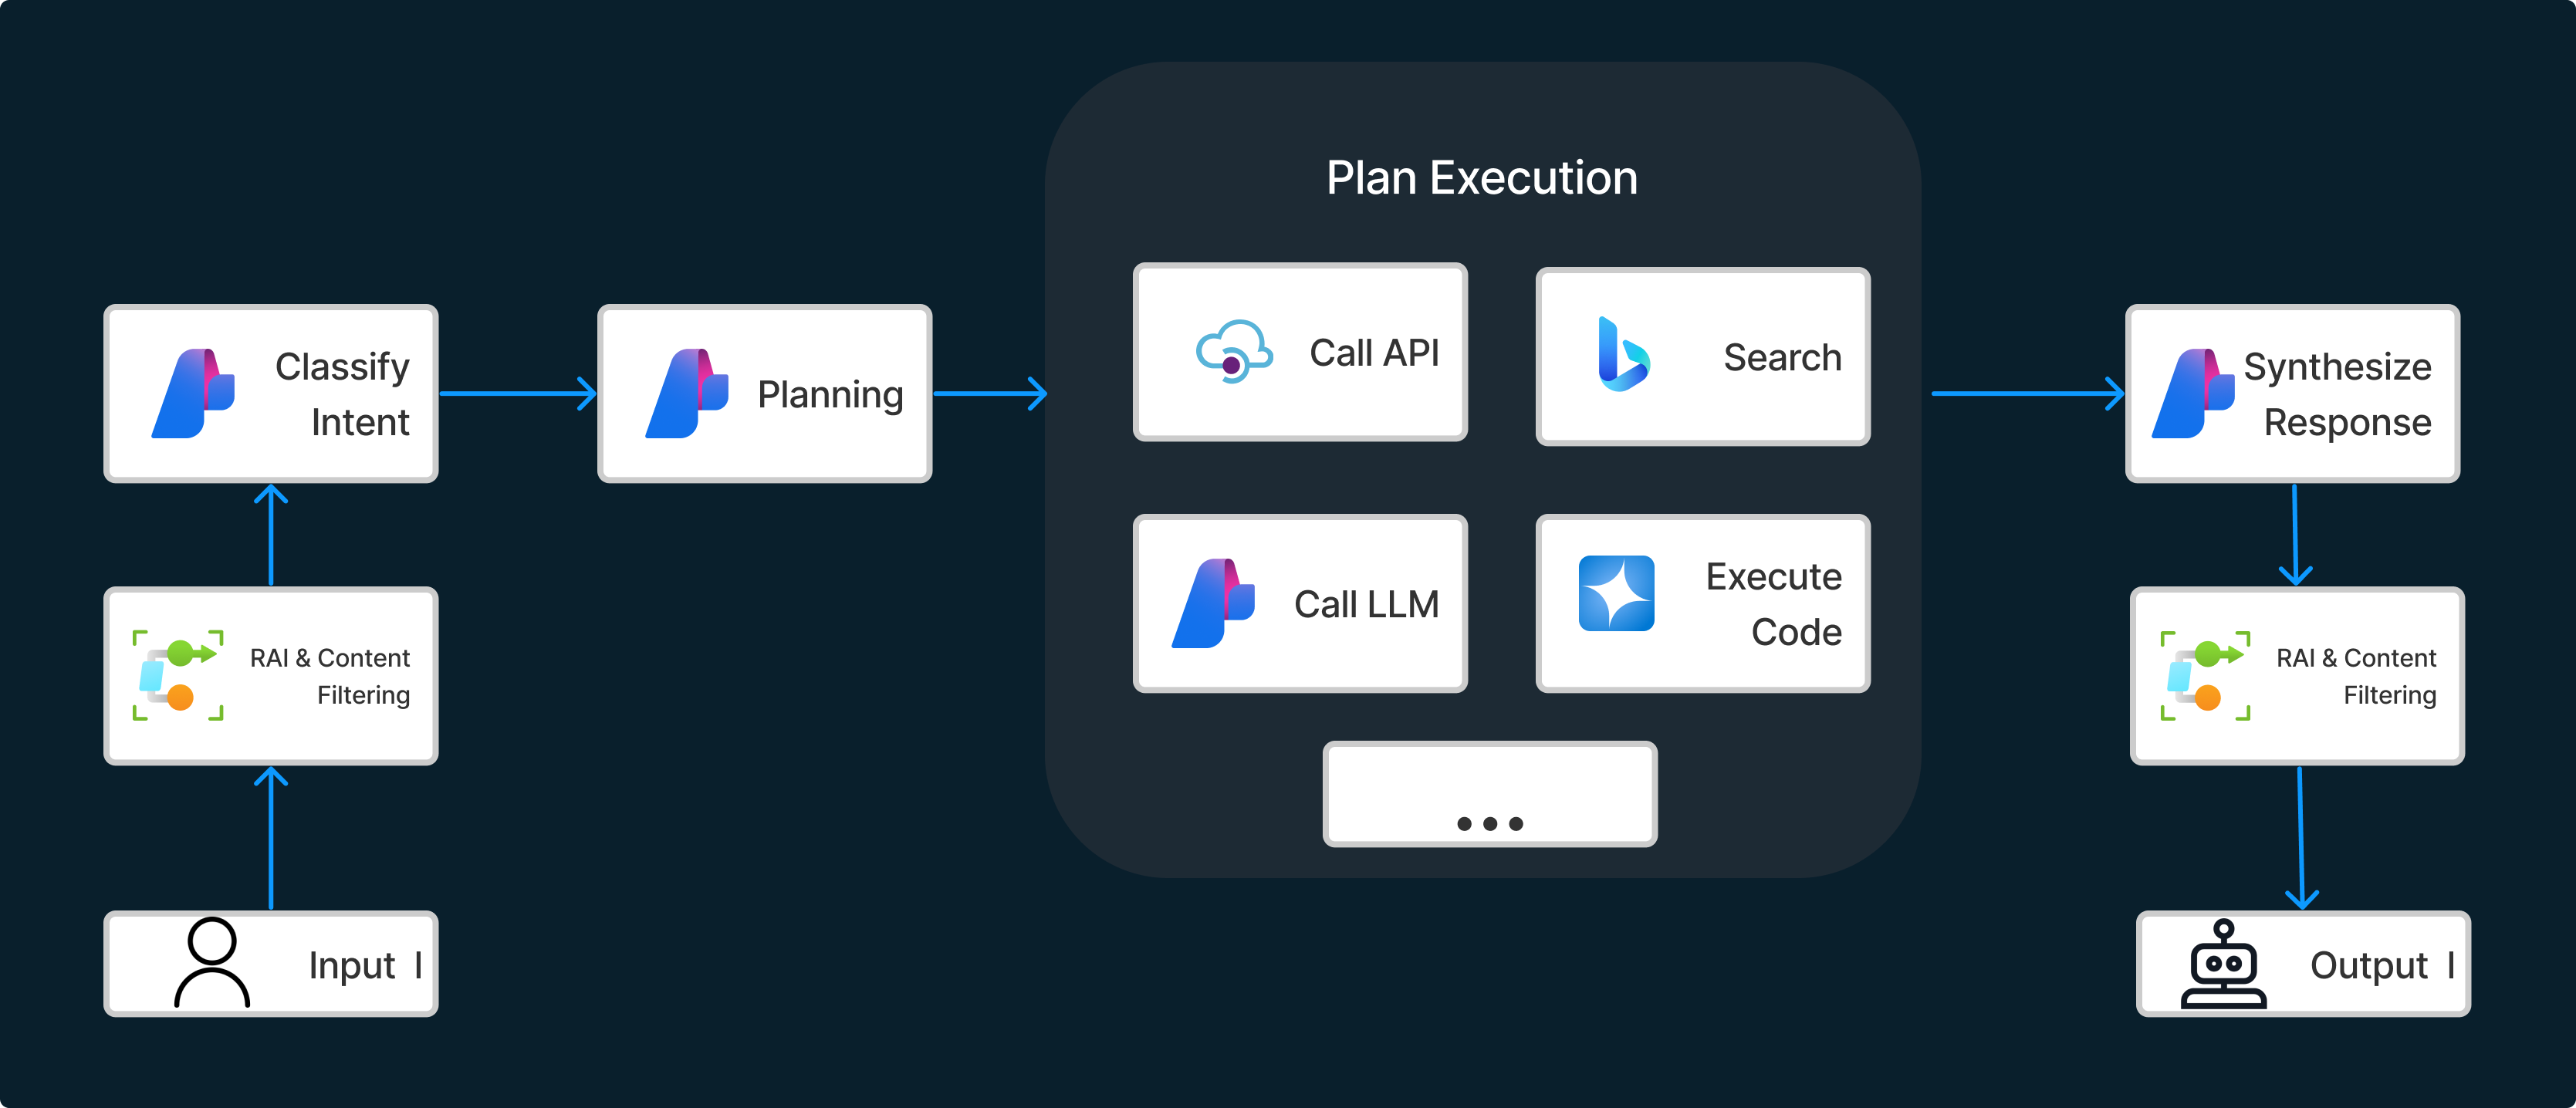 Plan Execution
Classify
Intent
Planning
Call API
Search
Synthesize
Response
Call LLM
Execute
Code
RAI & Content
Filtering
RAI & Content
Filtering
...
Input I
Output I